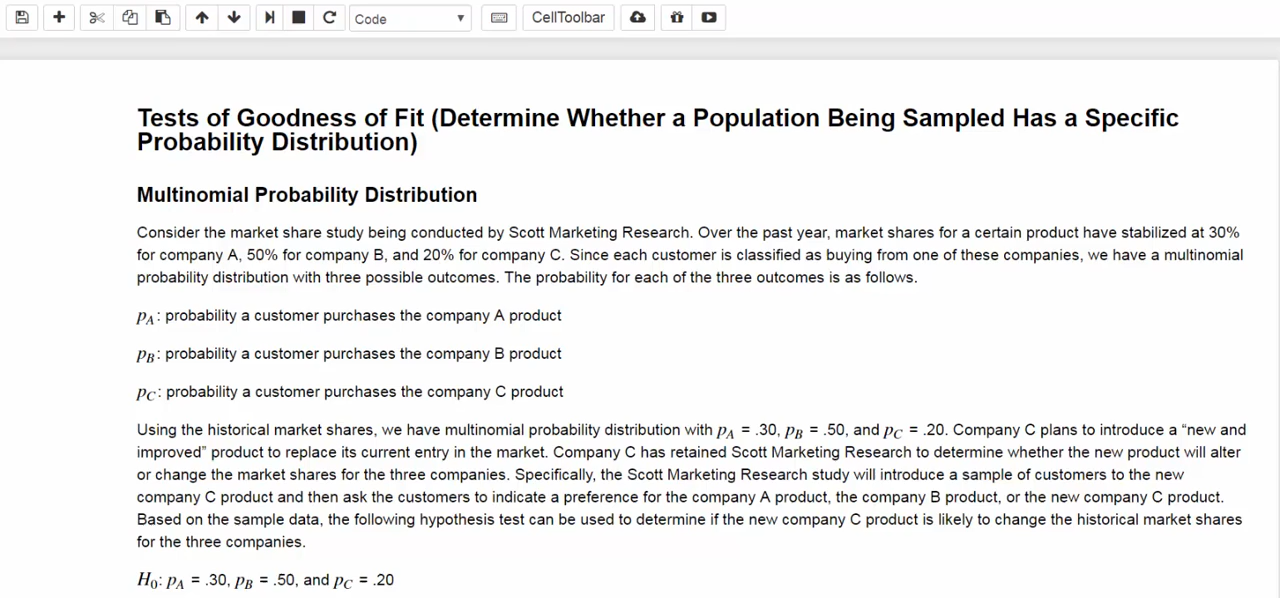 Code
CellToolbar
Tests of Goodness of Fit (Determine Whether a Population Being Sampled Has a Specific
Probability Distribution)
Multinomial Probability Distribution
Consider the market share study being conducted by Scott Marketing Research. Over the past year, market shares for a certain product have stabilized at 30%
for company A, 50% for company B, and 20% for company C. Since each customer is classified as buying from one of these companies, we have a multinomial
probability distribution with three possible outcomes. The probability for each of the three outcomes is as follows.
pA: probability a customer purchases the company A product
pB: probability a customer purchases the company B product
pC: probability a customer purchases the company C product
Using the historical market shares, we have multinomial probability distribution with pA = .30, pB = .50, and pC = .20. Company C plans to introduce a “new and
improved” product to replace its current entry in the market. Company C has retained Scott Marketing Research to determine whether the new product will alter
or change the market shares for the three companies. Specifically, the Scott Marketing Research study will introduce a sample of customers to the new
company C product and then ask the customers to indicate a preference for the company A product, the company B product, or the new company C product.
Based on the sample data, the following hypothesis test can be used to determine if the new company C product is likely to change the historical market shares
for the three companies.
H0: pA = .30, pB = .50, and pC = .20